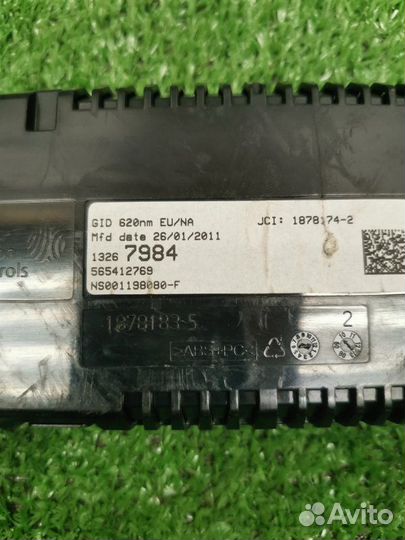 GID 620nm EU/NA JCI: 1878174-2
Mfd date 26/01/2011
1326 7984
565412769
NS001198080-F
rols
1878183-5
2
>ABS+PC<
Avito